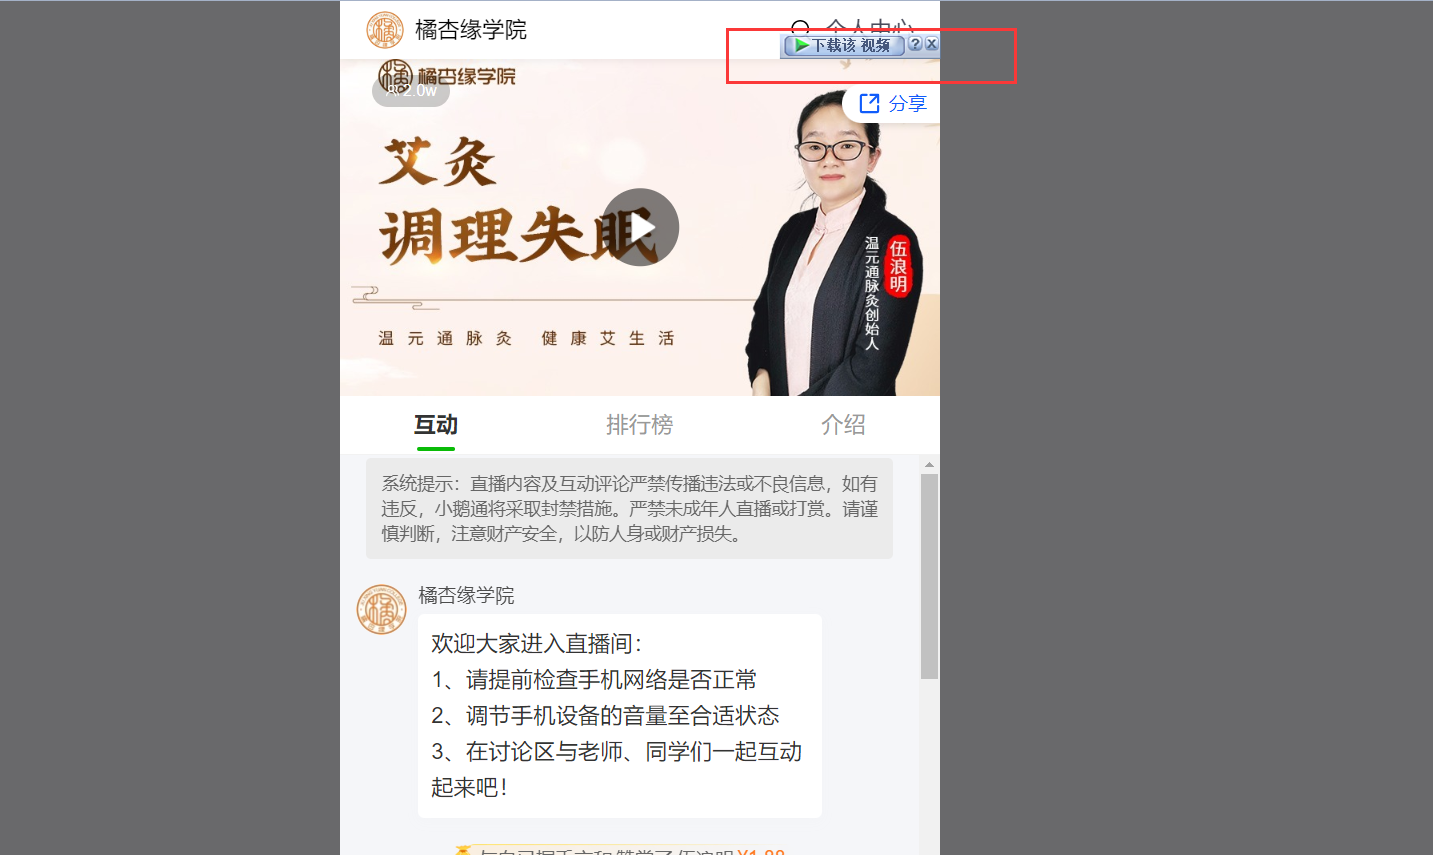 橘杏缘学院
个人中心
下载该 视频
橘杏缘学院
2.0w
分享
艾灸
调理失眠
伍浪明
温元通脉灸创始人
温元通脉灸 健康艾生活
互动 排行榜 介绍
系统提示：直播内容及互动评论严禁传播违法或不良信息，如有
违反，小鹅通将采取封禁措施。严禁未成年人直播或打赏。请谨
慎判断，注意财产安全，以防人身或财产损失。
橘杏缘学院
欢迎大家进入直播间：
1、请提前检查手机网络是否正常
2、调节手机设备的音量至合适状态
3、在讨论区与老师、同学们一起互动
起来吧！